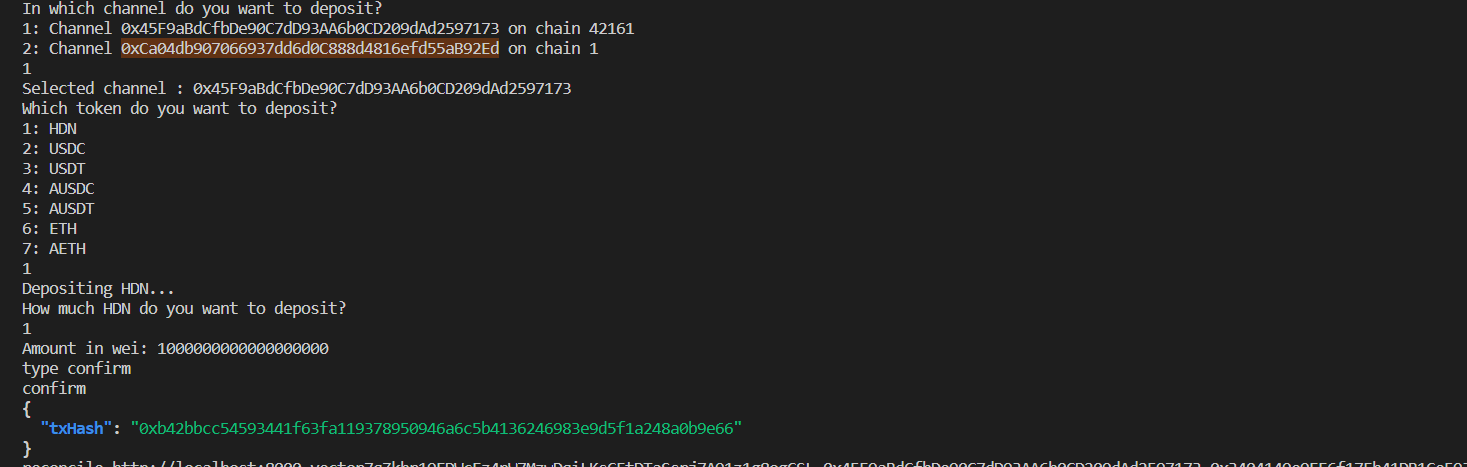 In which channel do you want to deposit?
1: Channel 0x45F9aBdCfbDe90C7dD93AA6b0CD209dAd2597173 on chain 42161
2: Channel 0xCa04db907066937dd6d0C888d4816efd55aB92Ed on chain 1
1
Selected channel : 0x45F9aBdCfbDe90C7dD93AA6b0CD209dAd2597173
Which token do you want to deposit?
1: HDN
2: USDC
3: USDT
4: AUSDC
5: AUSDT
6: ETH
7: AETH
1
Depositing HDN...
How much HDN do you want to deposit?
1
Amount in wei: 1000000000000000000
type confirm
confirm
{
"txHash": "0xb42bbcc54593441f63fa119378950946a6c5b4136246983e9d5f1a248a0b9e66"
}